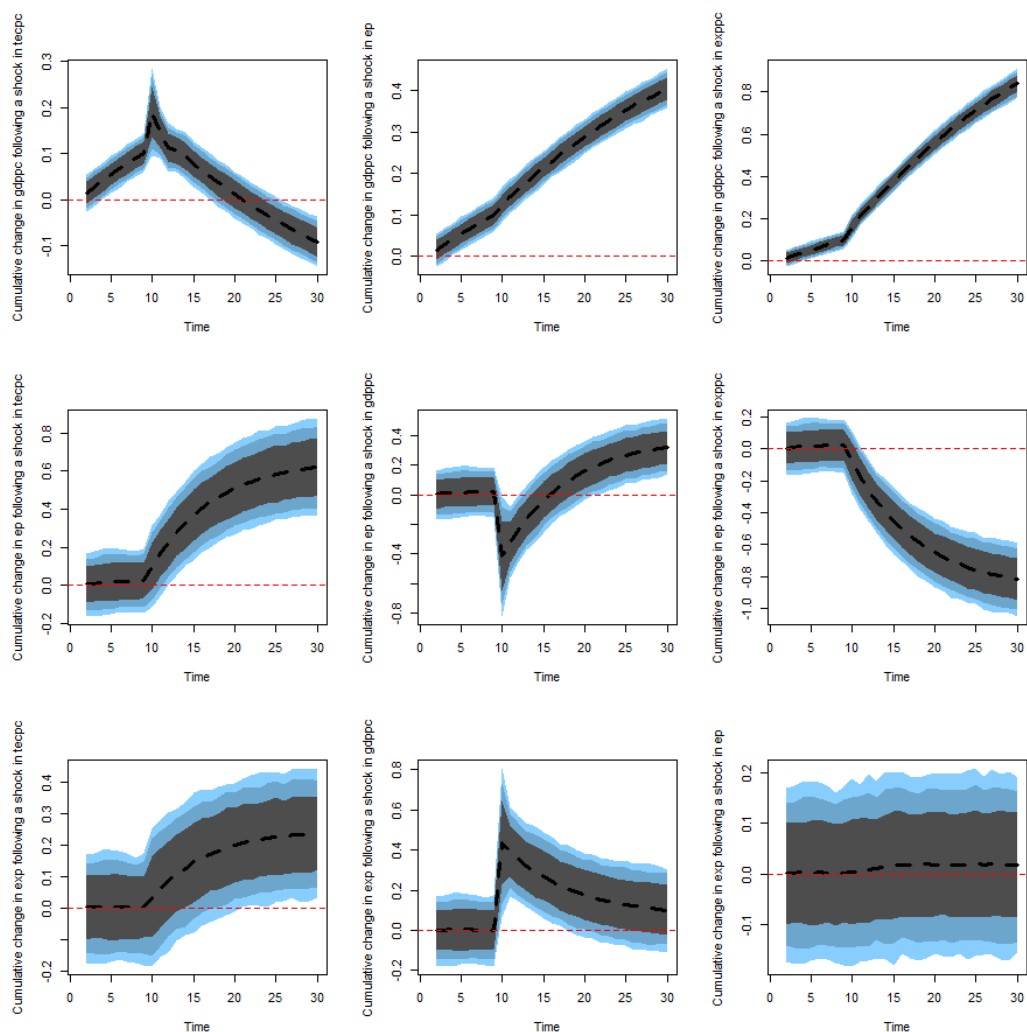 Cumulative change in gdppc following a shock in tecpc
0.3
0.2
0.1
0.0
-0.1
0 5 10 15 20 25 30
Time
Cumulative change in gdppc following a shock in ep
0.4
0.3
0.2
0.1
0.0
0 5 10 15 20 25 30
Time
Cumulative change in gdppc following a shock in exppc
0.8
0.6
0.4
0.2
0.0
0 5 10 15 20 25 30
Time
Cumulative change in ep following a shock in tecpc
0.8
0.6
0.4
0.2
0.0
-0.2
0 5 10 15 20 25 30
Time
Cumulative change in ep following a shock in gdppc
0.4
0.2
0.0
-0.4
-0.8
0 5 10 15 20 25 30
Time
Cumulative change in ep following a shock in exppc
0.2
0.0
-0.2
-0.4
-0.6
-0.8
-1.0
0 5 10 15 20 25 30
Time
Cumulative change in exp following a shock in tecpc
0.4
0.3
0.2
0.1
0.0
-0.2
0 5 10 15 20 25 30
Time
Cumulative change in exp following a shock in gdppc
0.8
0.6
0.4
0.2
0.0
-0.2
0 5 10 15 20 25 30
Time
Cumulative change in exp following a shock in ep
0.2
0.1
0.0
-0.1
0 5 10 15 20 25 30
Time